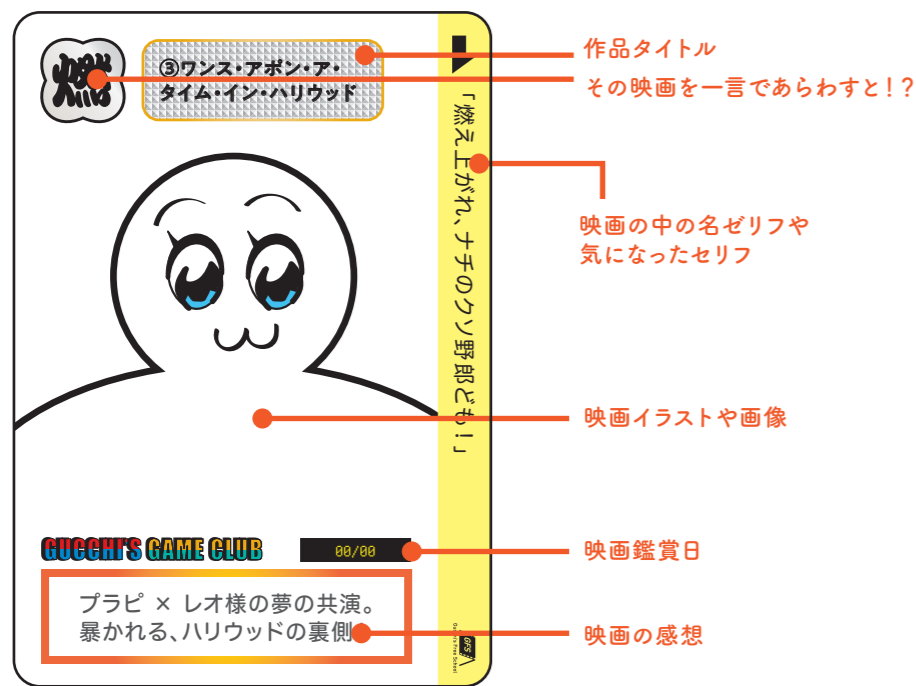 ③ワンス・アポン・ア・
タイム・イン・ハリウッド
「燃え上がれ、ナチのクソ野郎ども!」
GUCCHI'S GAME CLUB
00/00
プラピ × レオ様の夢の共演。
暴かれる、ハリウッドの裏側
GFS
Gucchi's Free School
作品タイトル
その映画を一言であらわすと!?
映画の中の名ゼリフや
気になったセリフ
映画イラストや画像
映画鑑賞日
映画の感想